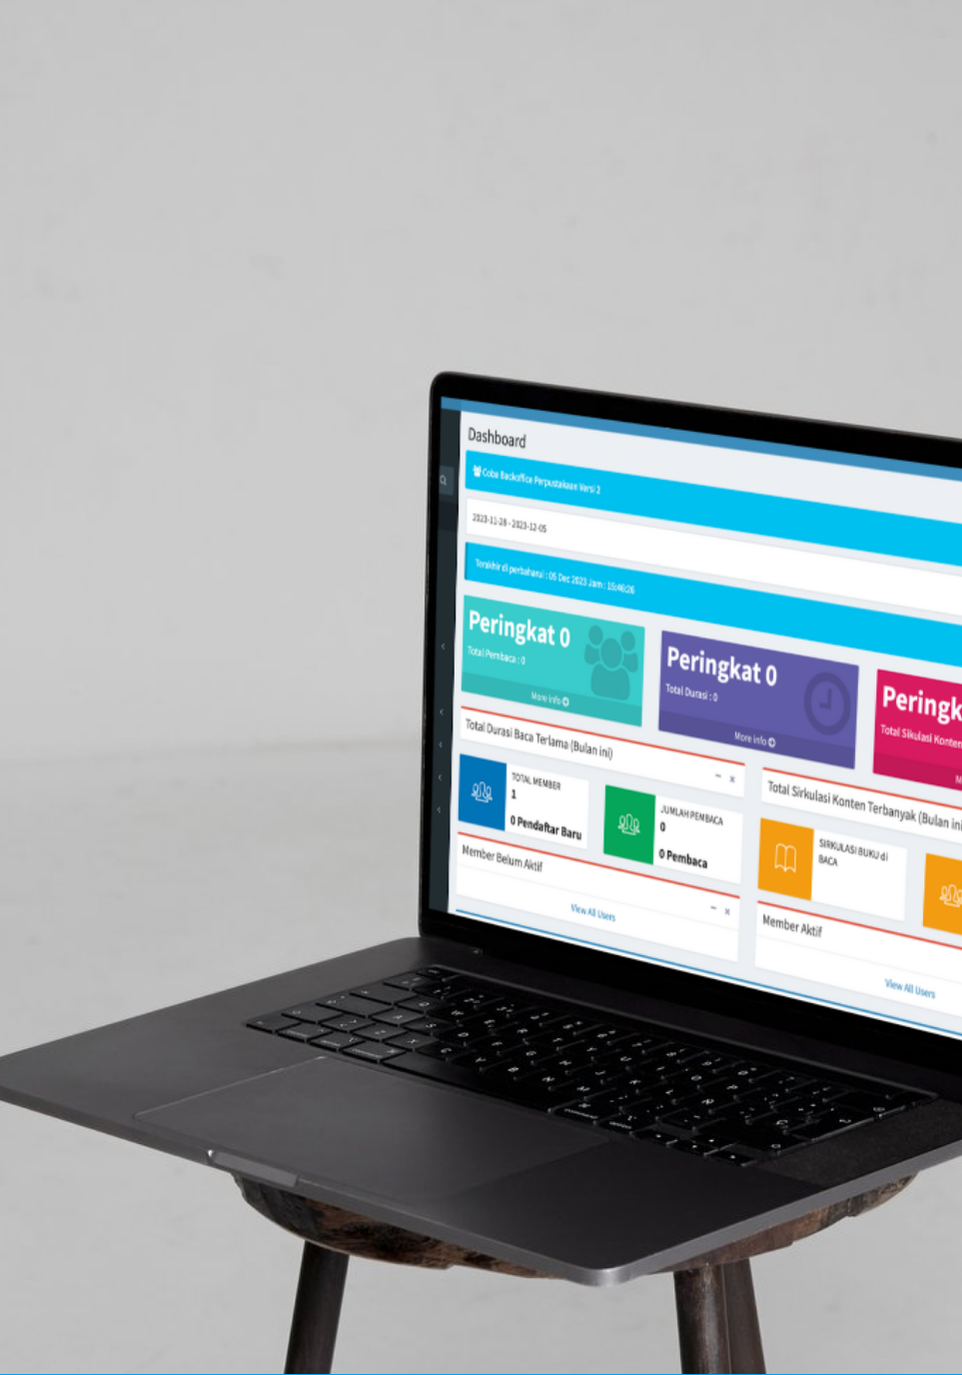 Dashboard
Coba Backoffice Perpustakaan Versi 2
2023-11-28 - 2023-12-05
Terakhir di perbaharui : 05 Dec 2023 Jam : 15:46:26
Peringkat 0
Total Pembaca : 0
More info
Peringkat 0
Total Durasi : 0
More info
Peringk
Total Sikulasi Konten
Total Durasi Baca Terlama (Bulan ini)
Total Sirkulasi Konten Terbanyak (Bulan ini
TOTAL MEMBER
1
0 Pendaftar Baru
JUMLAH PEMBACA
0
0 Pembaca
SIRKULASI BUKU di
BACA
Member Belum Aktif
View All Users
Member Aktif
View All Users